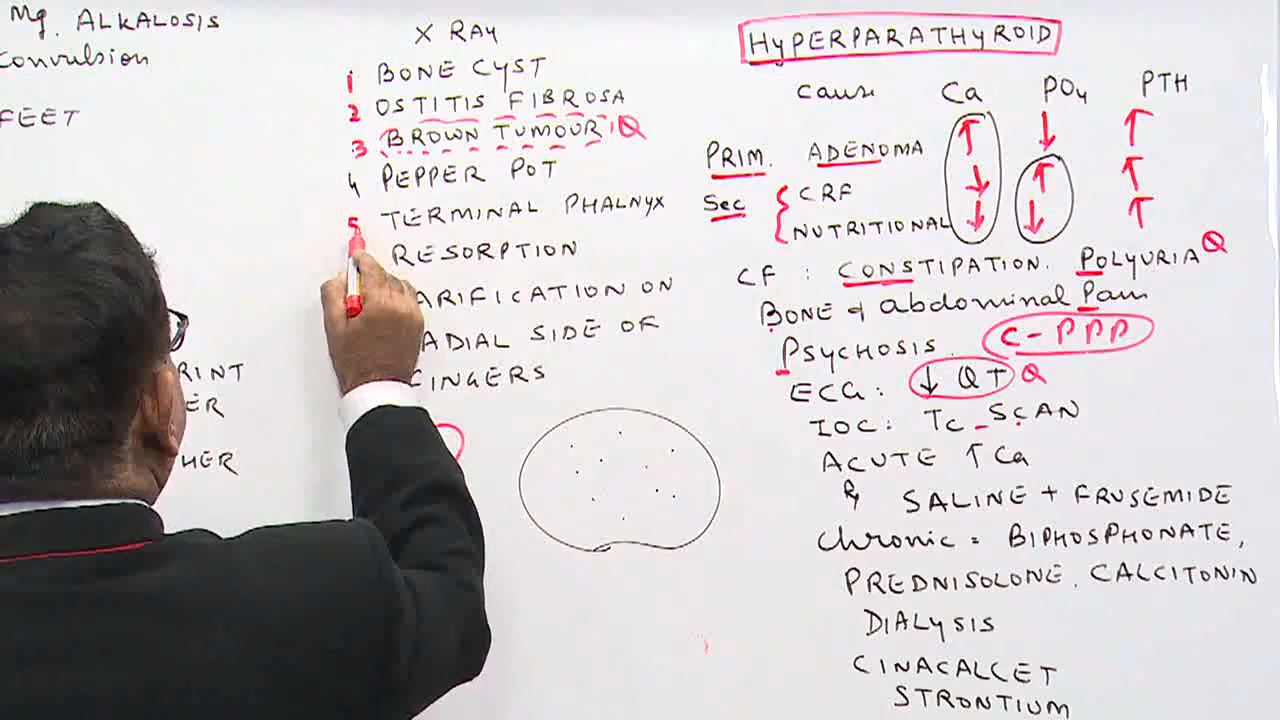 Mg. ALKALOSIS
Convulsion
FEET
RINT
ER
HER
X RAY
1 BONE CYST
2 OSTITIS FIBROSA
3 BROWN TUMOUR Q
4 PEPPER POT
5 TERMINAL PHALNYX
RESORPTION
ARIFICATION ON
ADIAL SIDE OF
FINGERS
HYPERPARATHYROID
cause Ca PO4 PTH
PRIM. ADENOMA ↑ ↓ ↑
Sec { CRF ↓ ↑ ↑
NUTRITIONAL ↓ ↓ ↑
CF : CONSTIPATION. POLYURIA Q
BONE & abdominal Pain
PSYCHOSIS. C-PPP
ECG: ↓ QT Q
IOC: Tc SCAN
ACUTE ↑ Ca
Rx SALINE + FRUSEMIDE
chronic = BIPHOSPHONATE,
PREDNISOLONE. CALCITONIN
DIALYSIS
CINACALCET
STRONTIUM